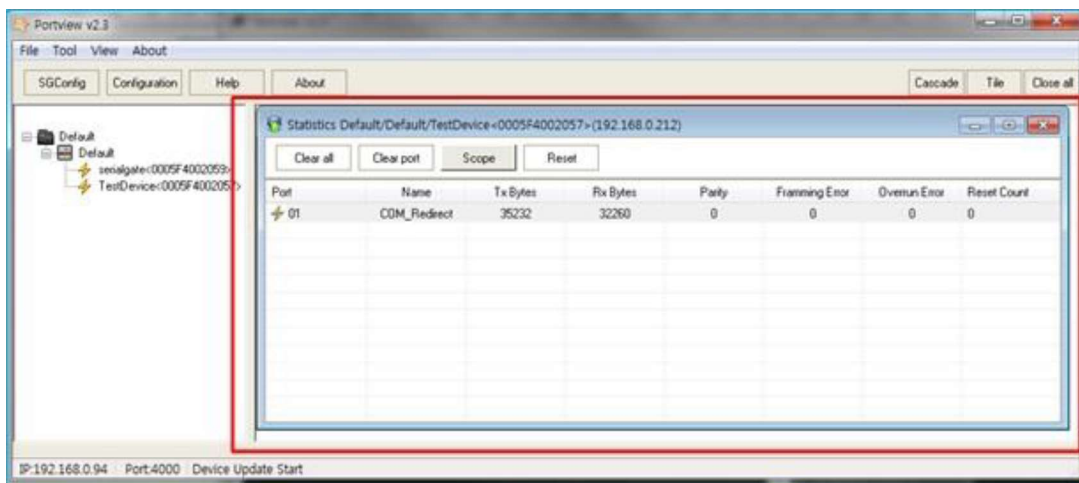 Portview v2.3
File Tool View About
SGConfig Configuration Help About Cascade Tile Close all
Default
Default
serialgate<0005F4002059>
TestDevice<0005F4002057>
Statistics Default/Default/TestDevice<0005F4002057>(192.168.0.212)
Clear all Clear port Scope Reset
Port Name Tx Bytes Rx Bytes Parity Framming Error Overrun Error Reset Count
01 COM_Redirect 35232 32260 0 0 0 0
IP:192.168.0.94 Port:4000 Device Update Start